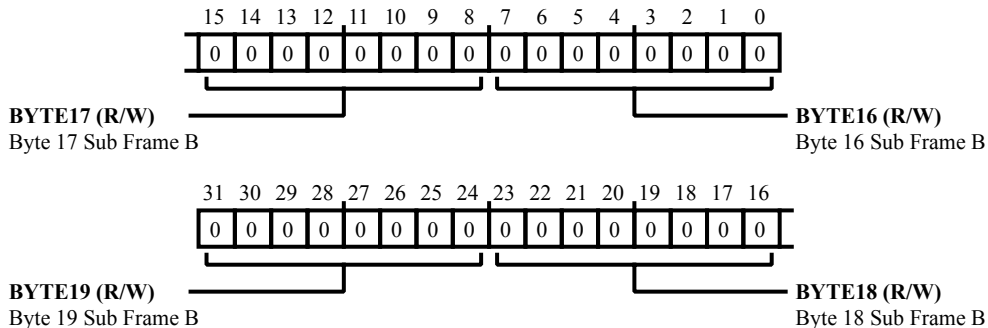 15 14 13 12 11 10 9 8 7 6 5 4 3 2 1 0
0 0 0 0 0 0 0 0 0 0 0 0 0 0 0 0
BYTE17 (R/W) BYTE16 (R/W)
Byte 17 Sub Frame B Byte 16 Sub Frame B
31 30 29 28 27 26 25 24 23 22 21 20 19 18 17 16
0 0 0 0 0 0 0 0 0 0 0 0 0 0 0 0
BYTE19 (R/W) BYTE18 (R/W)
Byte 19 Sub Frame B Byte 18 Sub Frame B